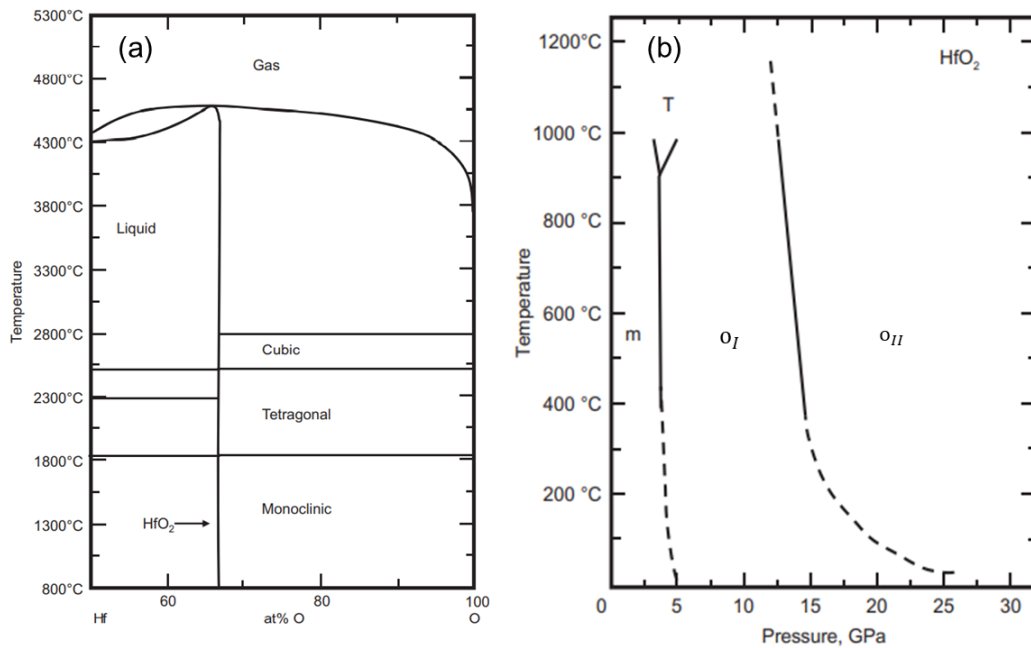 (a)
5300°C
4800°C
4300°C
3800°C
3300°C
2800°C
2300°C
1800°C
1300°C
800°C
Temperature
Gas
Liquid
Cubic
Tetragonal
Monoclinic
HfO₂
60
80
100
Hf
at% O
O
(b)
HfO₂
1200°C
1000°C
800 °C
600 °C
400 °C
200 °C
Temperature
T
m
o_I
o_II
0
5
10
15
20
25
30
Pressure, GPa